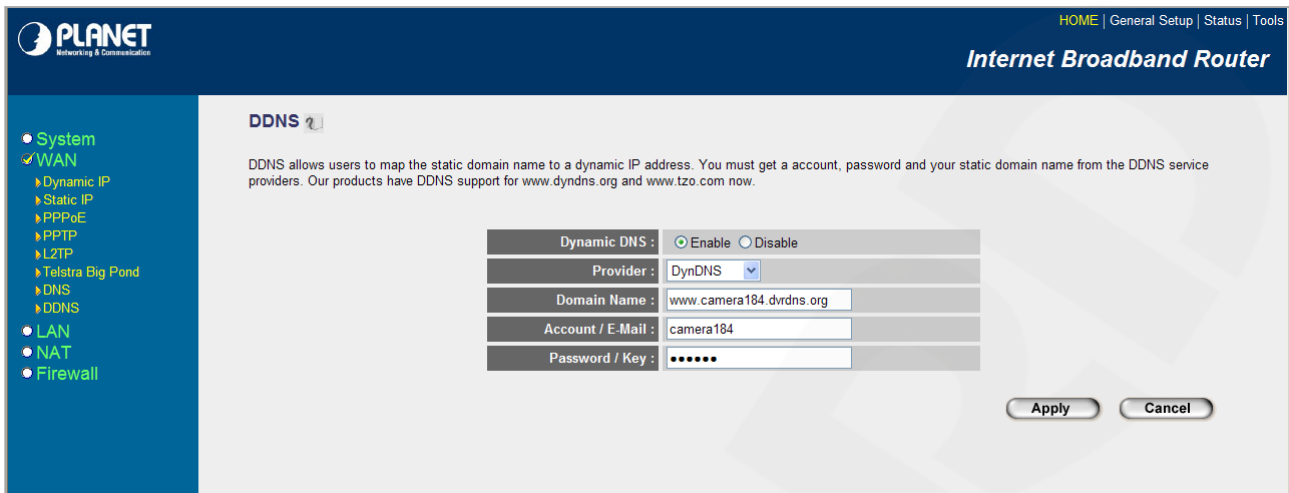 PLANET
Networking & Communication
HOME | General Setup | Status | Tools
Internet Broadband Router
System
WAN
Dynamic IP
Static IP
PPPoE
PPTP
L2TP
Telstra Big Pond
DNS
DDNS
LAN
NAT
Firewall
DDNS
DDNS allows users to map the static domain name to a dynamic IP address. You must get a account, password and your static domain name from the DDNS service
providers. Our products have DDNS support for www.dyndns.org and www.tzo.com now.
Dynamic DNS : Enable Disable
Provider : DynDNS
Domain Name : www.camera184.dvrdns.org
Account / E-Mail : camera184
Password / Key : ●●●●●●
Apply Cancel